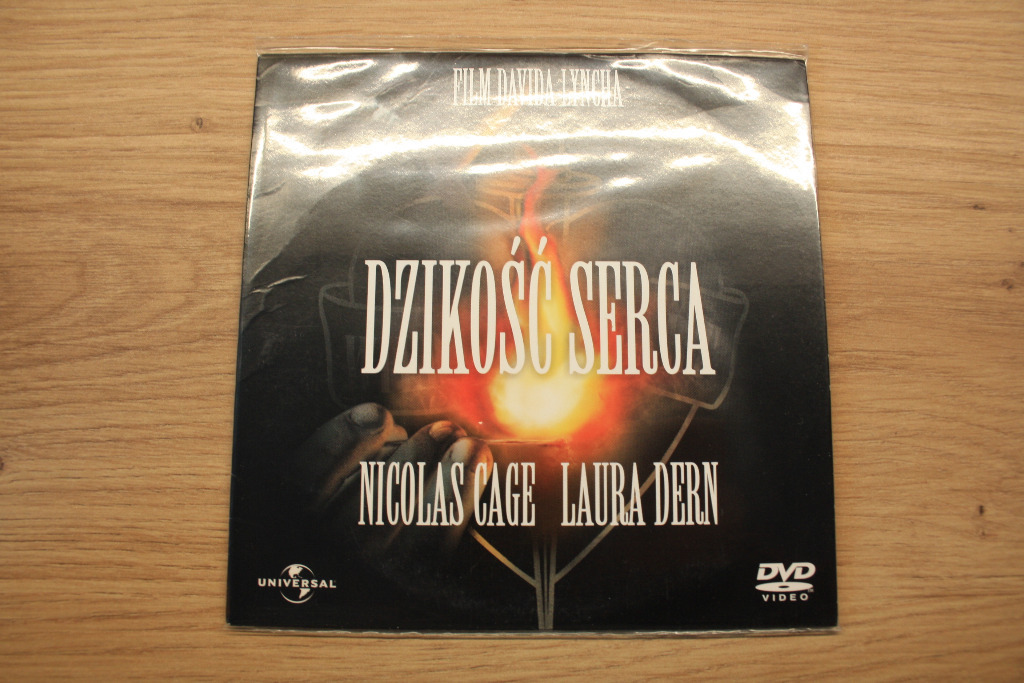 FILM DAVIDA LYNCHA
DZIKOŚĆ SERCA
NICOLAS CAGE LAURA DERN
UNIVERSAL
DVD
VIDEO